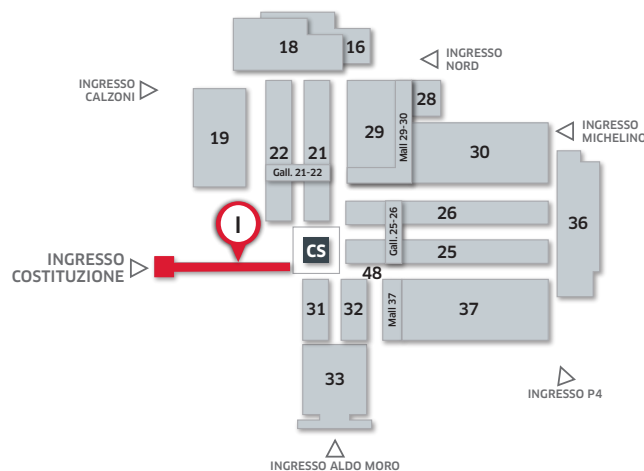 18
16
INGRESSO
NORD
INGRESSO
CALZONI
28
19
22
21
29
Mall 29-30
30
INGRESSO
MICHELINO
Gall. 21-22
36
I
26
Gall. 25-26
25
CS
INGRESSO
COSTITUZIONE
48
31
32
Mall 37
37
33
INGRESSO P4
INGRESSO ALDO MORO